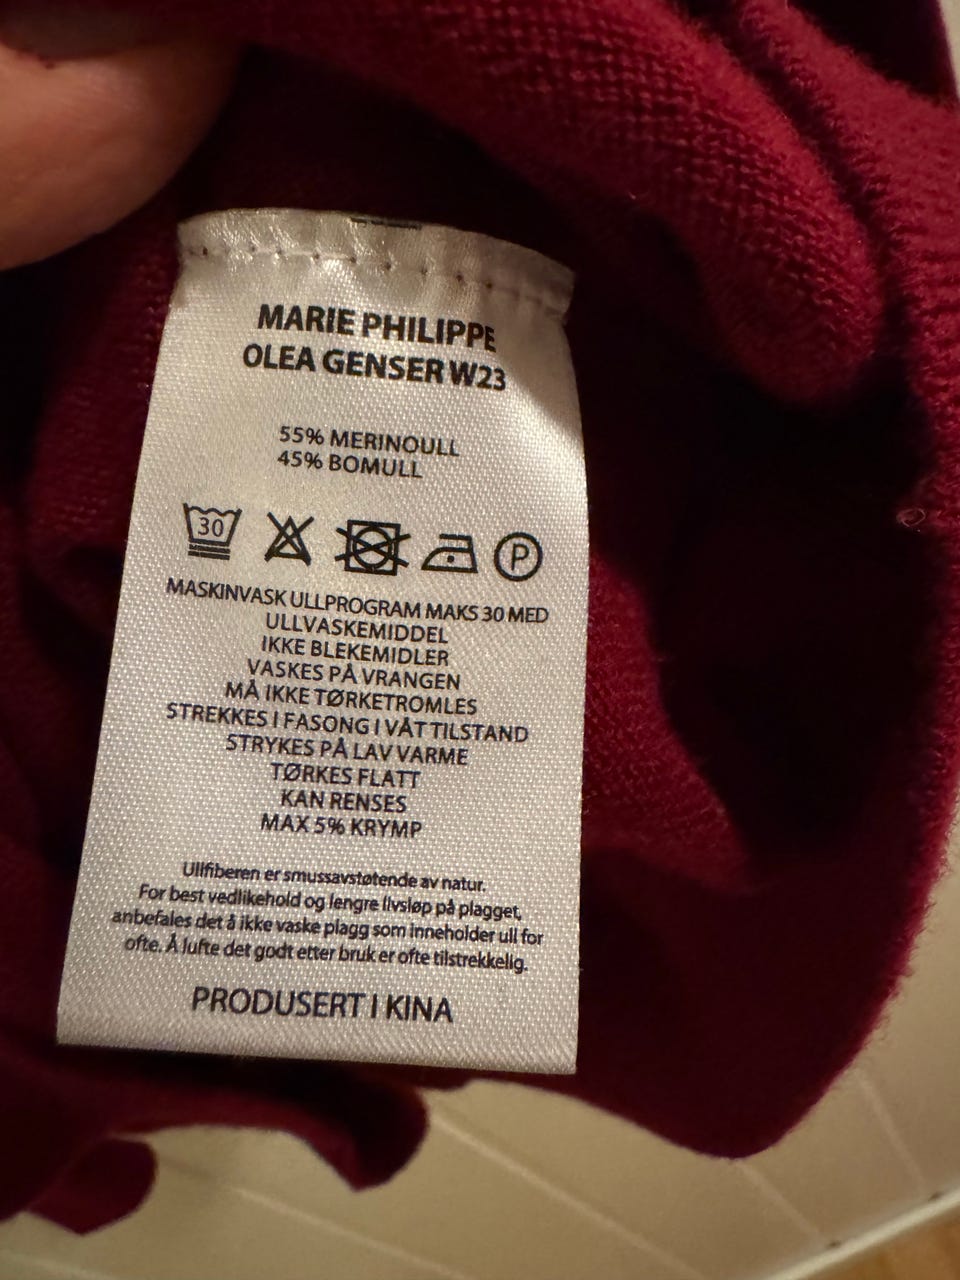 MARIE PHILIPPE
OLEA GENSER W23
55% MERINOULL
45% BOMULL
30
P
MASKINVASK ULLPROGRAM MAKS 30 MED
ULLVASKEMIDDEL
IKKE BLEKEMIDLER
VASKES PÅ VRANGEN
MÅ IKKE TØRKETROMLES
STREKKES I FASONG I VÅT TILSTAND
STRYKES PÅ LAV VARME
TØRKES FLATT
KAN RENSES
MAX 5% KRYMP
Ullfiberen er smussavstøtende av natur.
For best vedlikehold og lengre livsløp på plagget,
anbefales det å ikke vaske plagg som inneholder ull for
ofte. Å lufte det godt etter bruk er ofte tilstrekkelig.
PRODUSERT I KINA